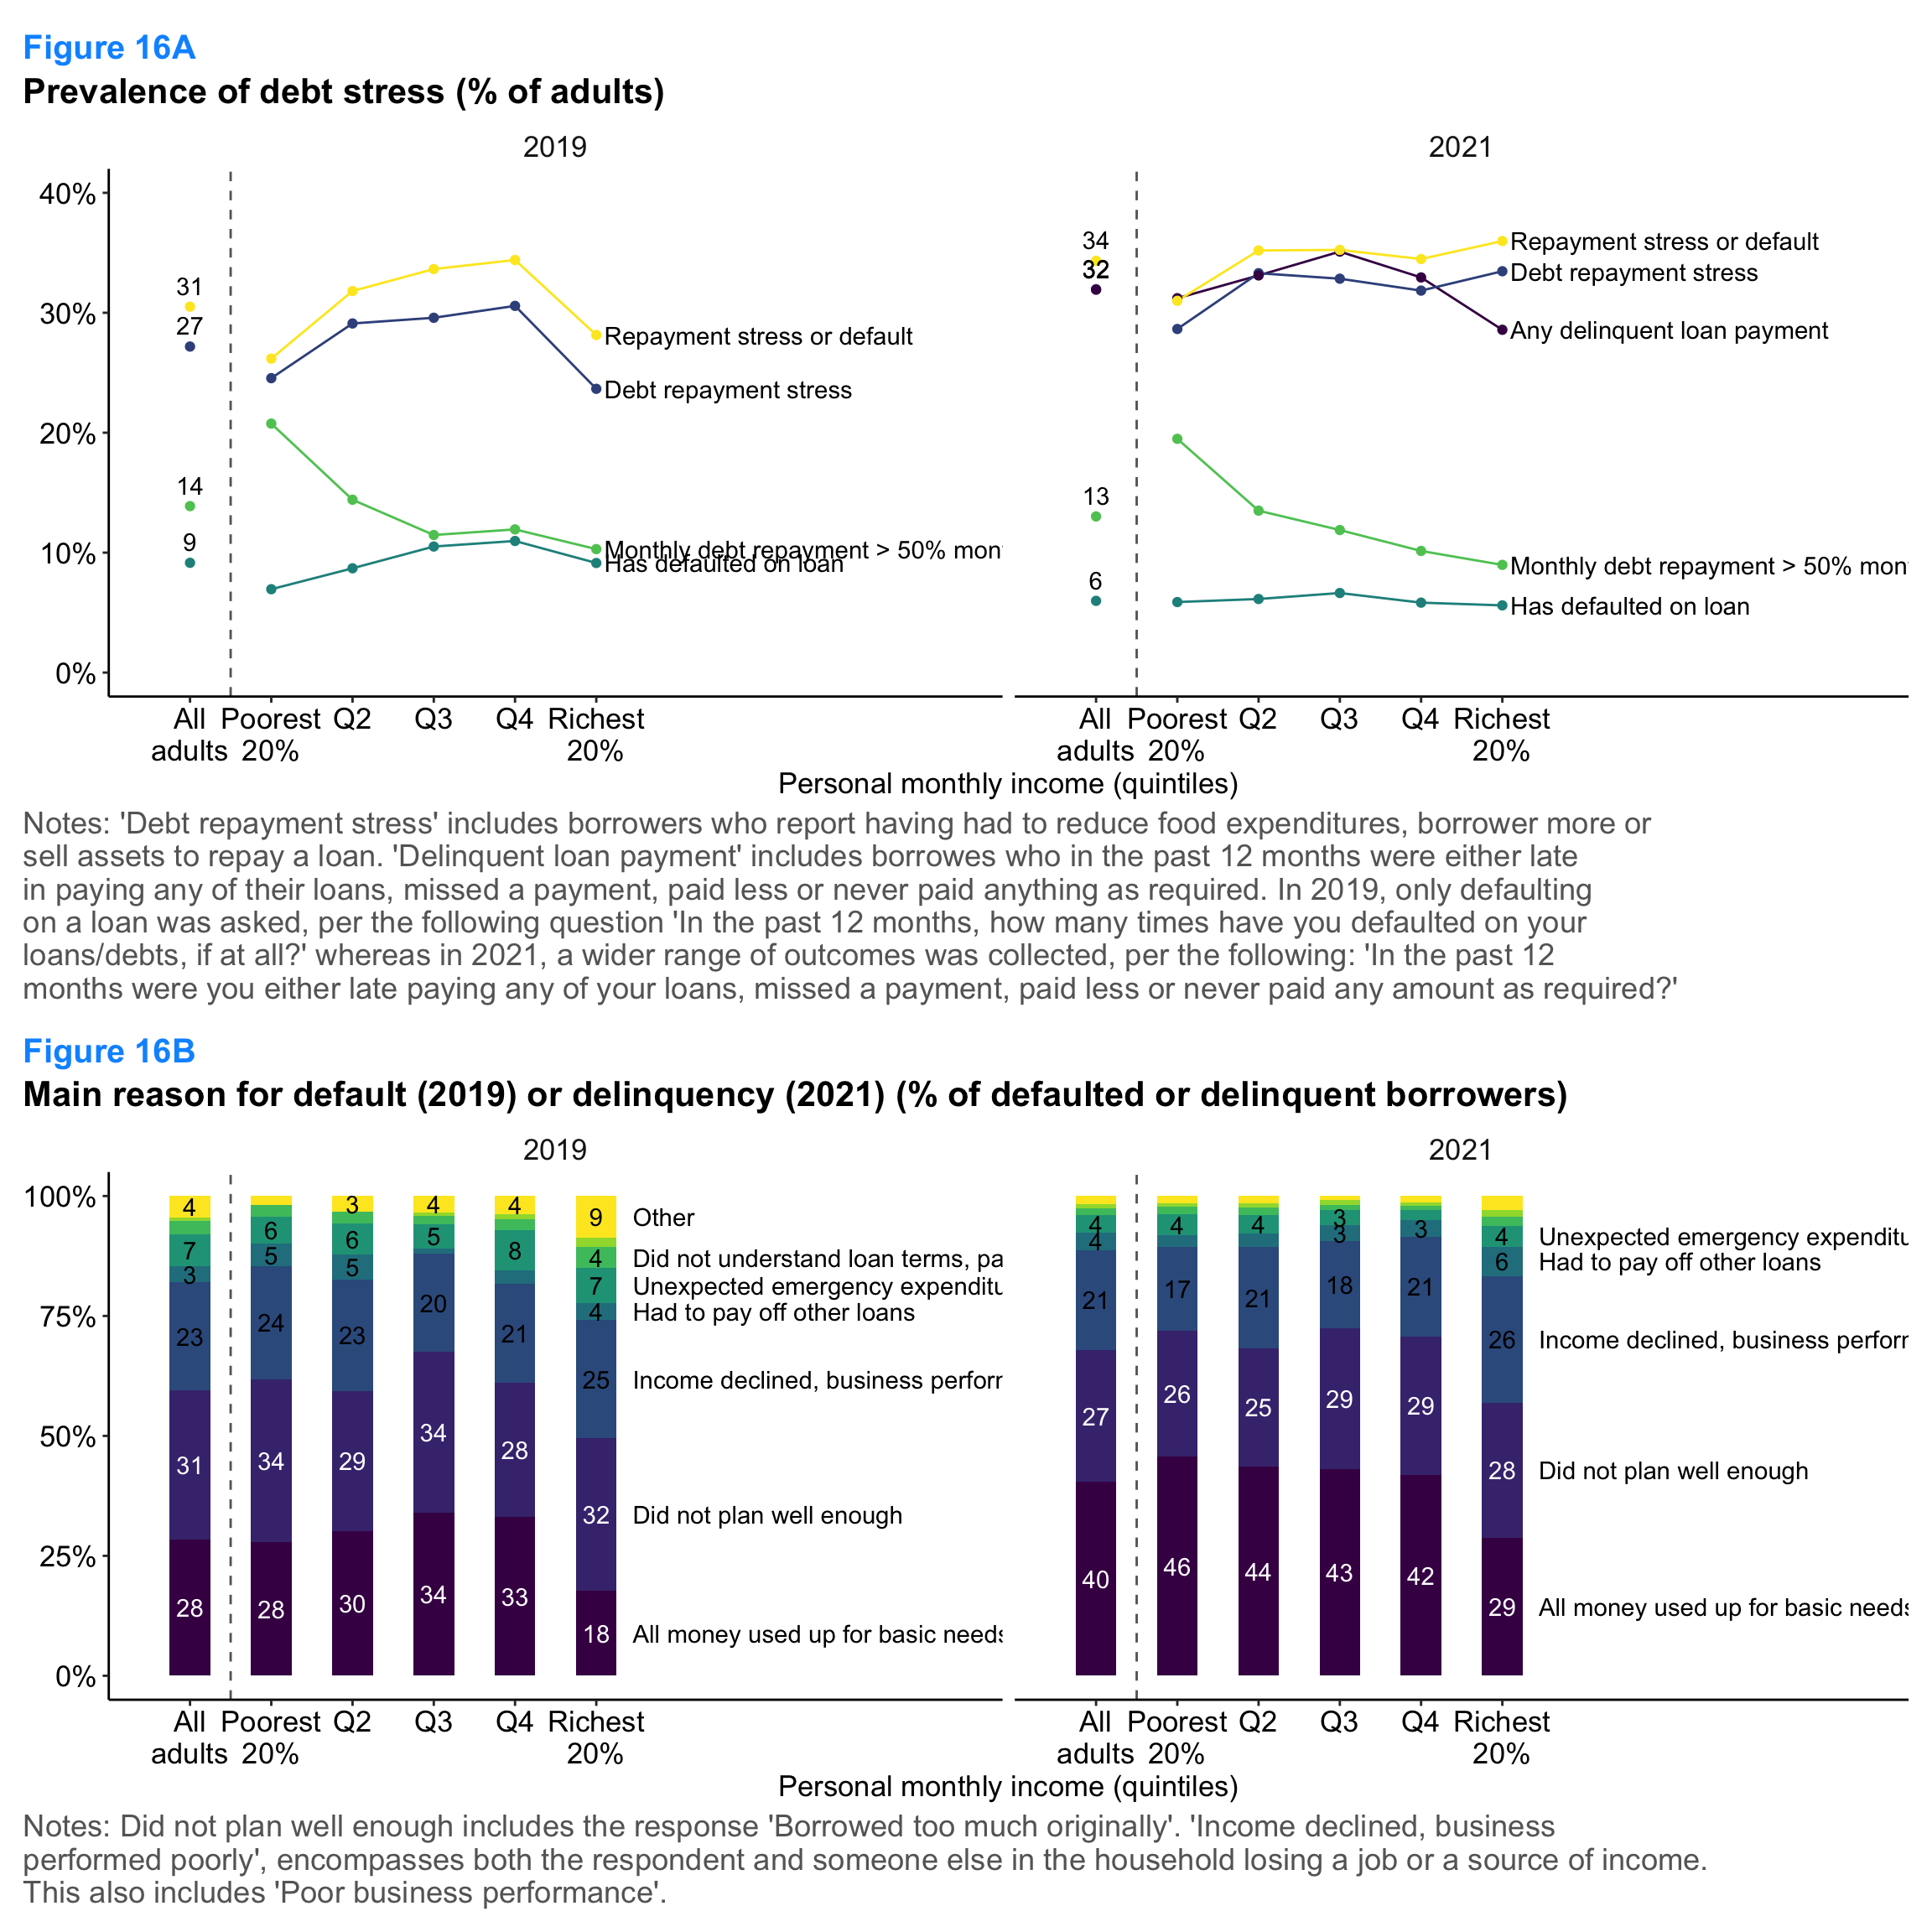 Figure 16A
Prevalence of debt stress (% of adults)
2019
2021
40%
30%
20%
10%
0%
31
27
14
9
Repayment stress or default
Debt repayment stress
Monthly debt repayment > 50% mon
Has defaulted on loan
34
32
13
6
Repayment stress or default
Debt repayment stress
Any delinquent loan payment
Monthly debt repayment > 50% mon
Has defaulted on loan
All Poorest Q2 Q3 Q4 Richest
adults 20% 20%
All Poorest Q2 Q3 Q4 Richest
adults 20% 20%
Personal monthly income (quintiles)
Notes: 'Debt repayment stress' includes borrowers who report having had to reduce food expenditures, borrower more or
sell assets to repay a loan. 'Delinquent loan payment' includes borrowes who in the past 12 months were either late
in paying any of their loans, missed a payment, paid less or never paid anything as required. In 2019, only defaulting
on a loan was asked, per the following question 'In the past 12 months, how many times have you defaulted on your
loans/debts, if at all?' whereas in 2021, a wider range of outcomes was collected, per the following: 'In the past 12
months were you either late paying any of your loans, missed a payment, paid less or never paid any amount as required?'
Figure 16B
Main reason for default (2019) or delinquency (2021) (% of defaulted or delinquent borrowers)
2019
2021
100%
75%
50%
25%
0%
4
7
3
23
31
28
6
5
24
34
28
3
6
5
23
29
30
4
5
20
34
34
4
8
21
28
33
9
4
7
4
25
32
18
Other
Did not understand loan terms, pa
Unexpected emergency expenditu
Had to pay off other loans
Income declined, business perforr
Did not plan well enough
All money used up for basic needs
4
4
21
27
40
4
17
26
46
4
21
25
44
3
3
18
29
43
3
21
29
42
4
6
26
28
29
Unexpected emergency expenditu
Had to pay off other loans
Income declined, business perforr
Did not plan well enough
All money used up for basic needs
All Poorest Q2 Q3 Q4 Richest
adults 20% 20%
All Poorest Q2 Q3 Q4 Richest
adults 20% 20%
Personal monthly income (quintiles)
Notes: Did not plan well enough includes the response 'Borrowed too much originally'. 'Income declined, business
performed poorly', encompasses both the respondent and someone else in the household losing a job or a source of income.
This also includes 'Poor business performance'.